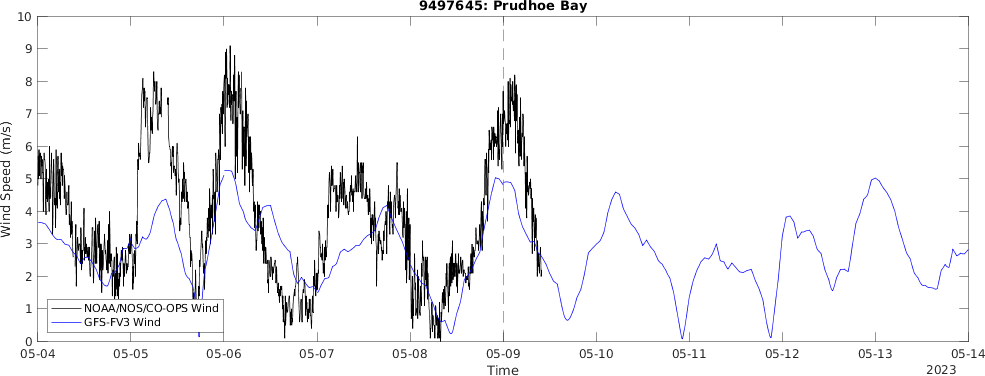 9497645: Prudhoe Bay
10
9
8
7
6
5
4
3
2
1
0
Wind Speed (m/s)
NOAA/NOS/CO-OPS Wind
GFS-FV3 Wind
05-04 05-05 05-06 05-07 05-08 05-09 05-10 05-11 05-12 05-13 05-14
Time
2023